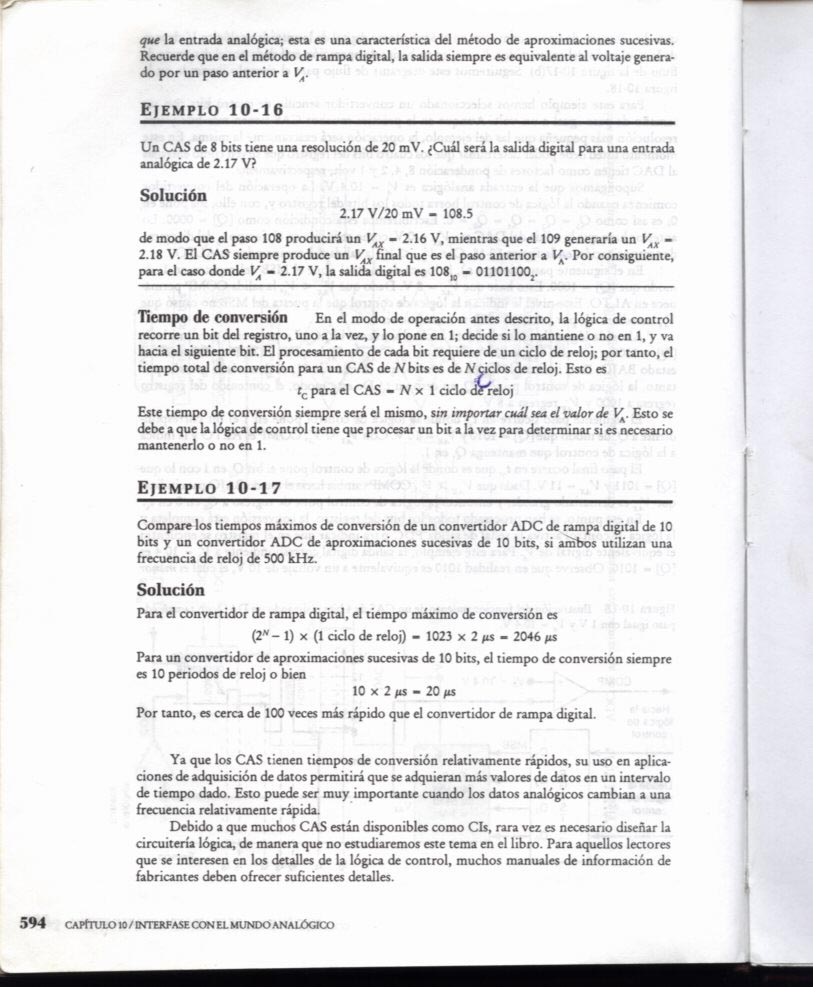 que la entrada analógica; esta es una característica del método de aproximaciones sucesivas.
Recuerde que en el método de rampa digital, la salida siempre es equivalente al voltaje genera-
do por un paso anterior a V_A.
EJEMPLO 10-16
Un CAS de 8 bits tiene una resolución de 20 mV. ¿Cuál será la salida digital para una entrada
analógica de 2.17 V?
Solución
2.17 V/20 mV = 108.5
de modo que el paso 108 producirá un V_AX = 2.16 V, mientras que el 109 generaría un V_AX =
2.18 V. El CAS siempre produce un V_AX final que es el paso anterior a V_A. Por consiguiente,
para el caso donde V_A = 2.17 V, la salida digital es 108₁₀ = 01101100₂.
Tiempo de conversión En el modo de operación antes descrito, la lógica de control
recorre un bit del registro, uno a la vez, y lo pone en 1; decide si lo mantiene o no en 1, y va
hacia el siguiente bit. El procesamiento de cada bit requiere de un ciclo de reloj; por tanto, el
tiempo total de conversión para un CAS de N bits es de N ciclos de reloj. Esto es
t_C para el CAS = N × 1 ciclo de reloj
Este tiempo de conversión siempre será el mismo, sin importar cuál sea el valor de V_A. Esto se
debe a que la lógica de control tiene que procesar un bit a la vez para determinar si es necesario
mantenerlo o no en 1.
EJEMPLO 10-17
Compare los tiempos máximos de conversión de un convertidor ADC de rampa digital de 10
bits y un convertidor ADC de aproximaciones sucesivas de 10 bits, si ambos utilizan una
frecuencia de reloj de 500 kHz.
Solución
Para el convertidor de rampa digital, el tiempo máximo de conversión es
(2ᴺ – 1) × (1 ciclo de reloj) = 1023 × 2 µs = 2046 µs
Para un convertidor de aproximaciones sucesivas de 10 bits, el tiempo de conversión siempre
es 10 periodos de reloj o bien
10 × 2 µs = 20 µs
Por tanto, es cerca de 100 veces más rápido que el convertidor de rampa digital.
Ya que los CAS tienen tiempos de conversión relativamente rápidos, su uso en aplica-
ciones de adquisición de datos permitirá que se adquieran más valores de datos en un intervalo
de tiempo dado. Esto puede ser muy importante cuando los datos analógicos cambian a una
frecuencia relativamente rápida.
Debido a que muchos CAS están disponibles como CIs, rara vez es necesario diseñar la
circuitería lógica, de manera que no estudiaremos este tema en el libro. Para aquellos lectores
que se interesen en los detalles de la lógica de control, muchos manuales de información de
fabricantes deben ofrecer suficientes detalles.
594 CAPÍTULO 10 / INTERFASE CON EL MUNDO ANALÓGICO